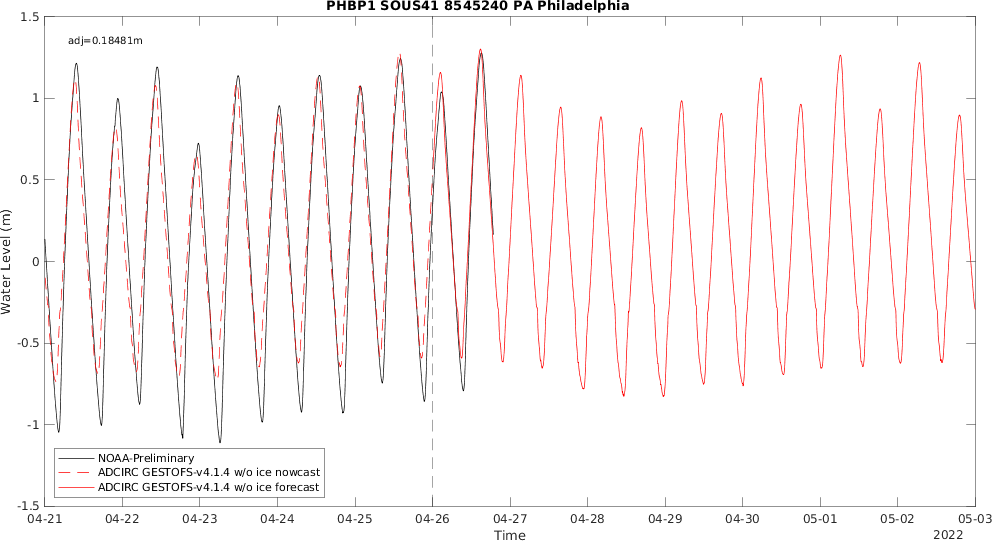 PHBP1 SOUS41 8545240 PA Philadelphia
adj=0.18481m
1.5
1
0.5
0
-0.5
-1
-1.5
Water Level (m)
NOAA-Preliminary
ADCIRC GESTOFS-v4.1.4 w/o ice nowcast
ADCIRC GESTOFS-v4.1.4 w/o ice forecast
04-21 04-22 04-23 04-24 04-25 04-26 04-27 04-28 04-29 04-30 05-01 05-02 05-03
Time
2022